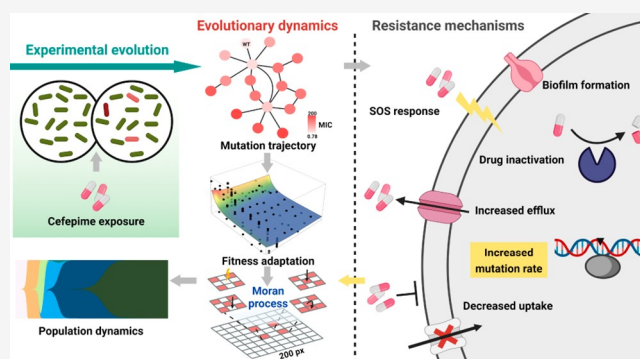 Experimental evolution
Cefepime exposure
Population dynamics
Evolutionary dynamics
WT
200
MIC
0.78
Mutation trajectory
Fitness adaptation
Moran
process
200 px
Resistance mechanisms
SOS response
Biofilm formation
Drug inactivation
Increased efflux
Increased
mutation rate
Decreased uptake